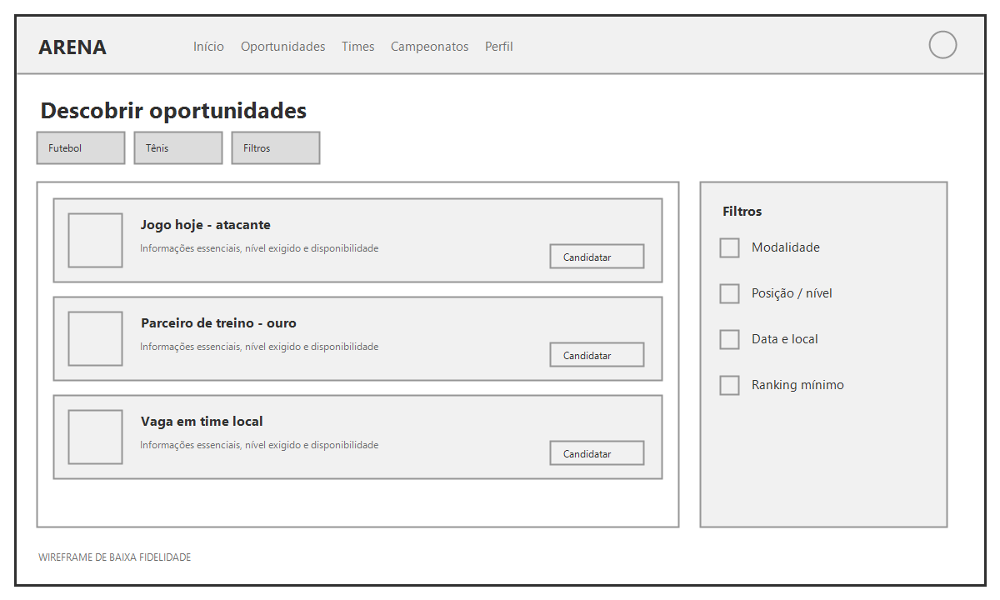 ARENA
Início Oportunidades Times Campeonatos Perfil
Descobrir oportunidades
Futebol Tênis Filtros
Jogo hoje - atacante
Informações essenciais, nível exigido e disponibilidade
Candidatar
Parceiro de treino - ouro
Informações essenciais, nível exigido e disponibilidade
Candidatar
Vaga em time local
Informações essenciais, nível exigido e disponibilidade
Candidatar
Filtros
Modalidade
Posição / nível
Data e local
Ranking mínimo
WIREFRAME DE BAIXA FIDELIDADE